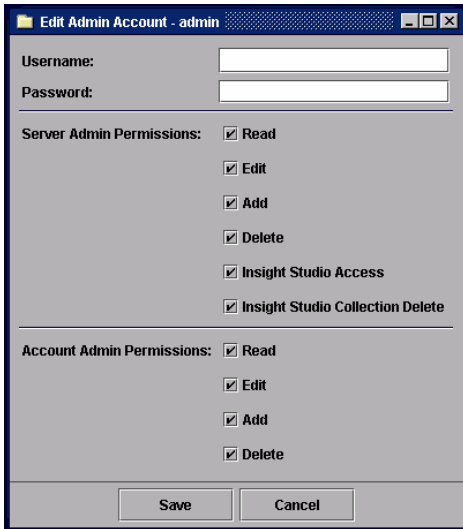 Edit Admin Account - admin
Username:
Password:
Server Admin Permissions: Read
Edit
Add
Delete
Insight Studio Access
Insight Studio Collection Delete
Account Admin Permissions: Read
Edit
Add
Delete
Save Cancel